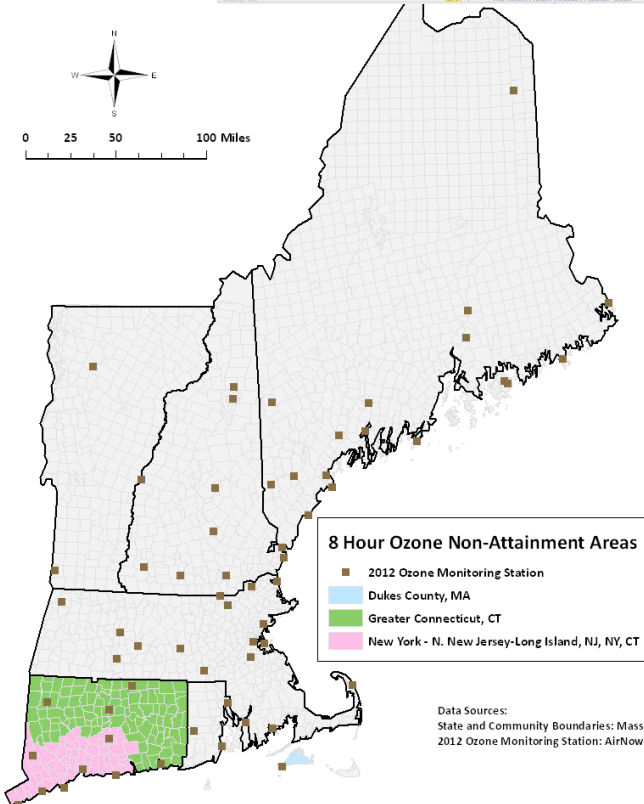 N
W E
S
0 25 50 100 Miles
8 Hour Ozone Non-Attainment Areas
2012 Ozone Monitoring Station
Dukes County, MA
Greater Connecticut, CT
New York - N. New Jersey-Long Island, NJ, NY, CT
Data Sources:
State and Community Boundaries: Mass
2012 Ozone Monitoring Station: AirNow